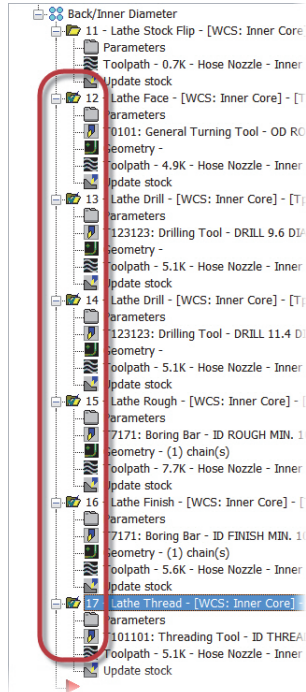 Back/Inner Diameter
11 - Lathe Stock Flip - [WCS: Inner Core
Parameters
Toolpath - 0.7K - Hose Nozzle - Inner
Update stock
12 - Lathe Face - [WCS: Inner Core] - [T
Parameters
T0101: General Turning Tool - OD RO
Geometry -
Toolpath - 4.9K - Hose Nozzle - Inner
Update stock
13 - Lathe Drill - [WCS: Inner Core] - [Tp
Parameters
T123123: Drilling Tool - DRILL 9.6 DIA
Geometry -
Toolpath - 5.1K - Hose Nozzle - Inner
Update stock
14 - Lathe Drill - [WCS: Inner Core] - [Tp
Parameters
T123123: Drilling Tool - DRILL 11.4 D
Geometry -
Toolpath - 5.1K - Hose Nozzle - Inner
Update stock
15 - Lathe Rough - [WCS: Inner Core] - [
Parameters
T7171: Boring Bar - ID ROUGH MIN. 1
Geometry - (1) chain(s)
Toolpath - 7.7K - Hose Nozzle - Inner
Update stock
16 - Lathe Finish - [WCS: Inner Core] - [
Parameters
T7171: Boring Bar - ID FINISH MIN. 10
Geometry - (1) chain(s)
Toolpath - 5.6K - Hose Nozzle - Inner
Update stock
17 - Lathe Thread - [WCS: Inner Core] -
Parameters
T101101: Threading Tool - ID THREA
Toolpath - 5.1K - Hose Nozzle - Inner
Update stock